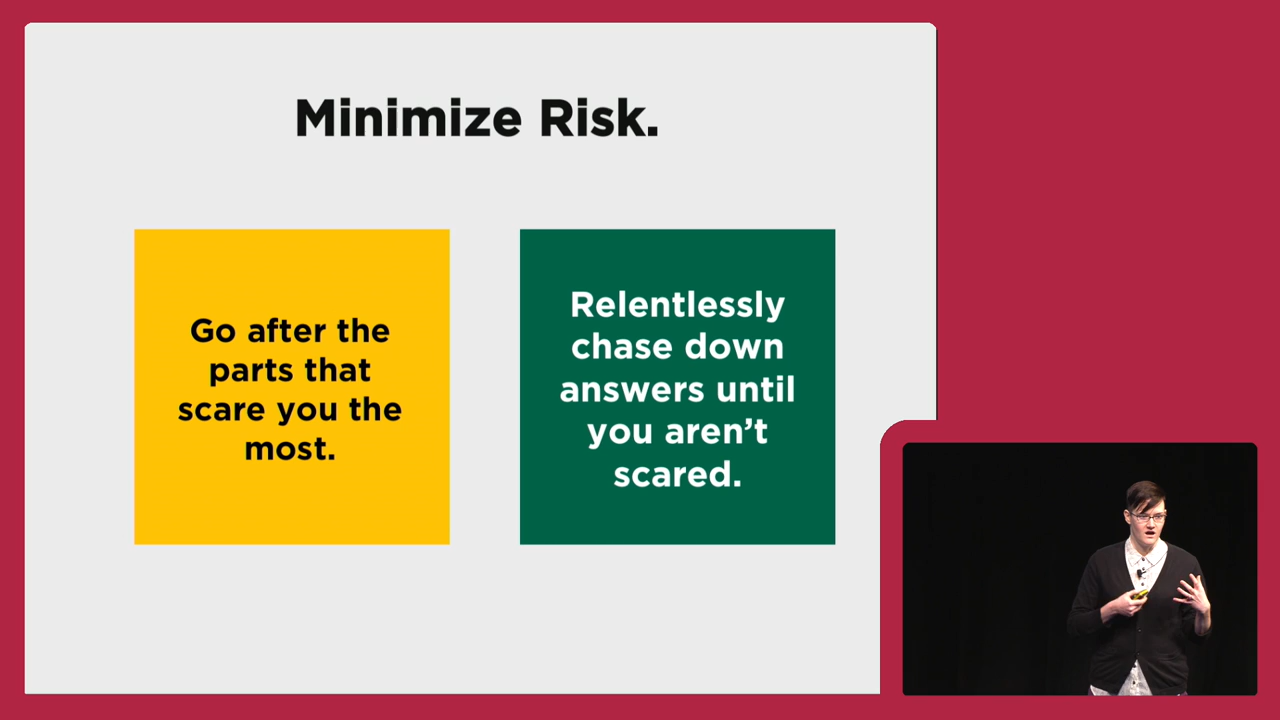 Minimize Risk.
Go after the
parts that
scare you the
most.
Relentlessly
chase down
answers until
you aren’t
scared.